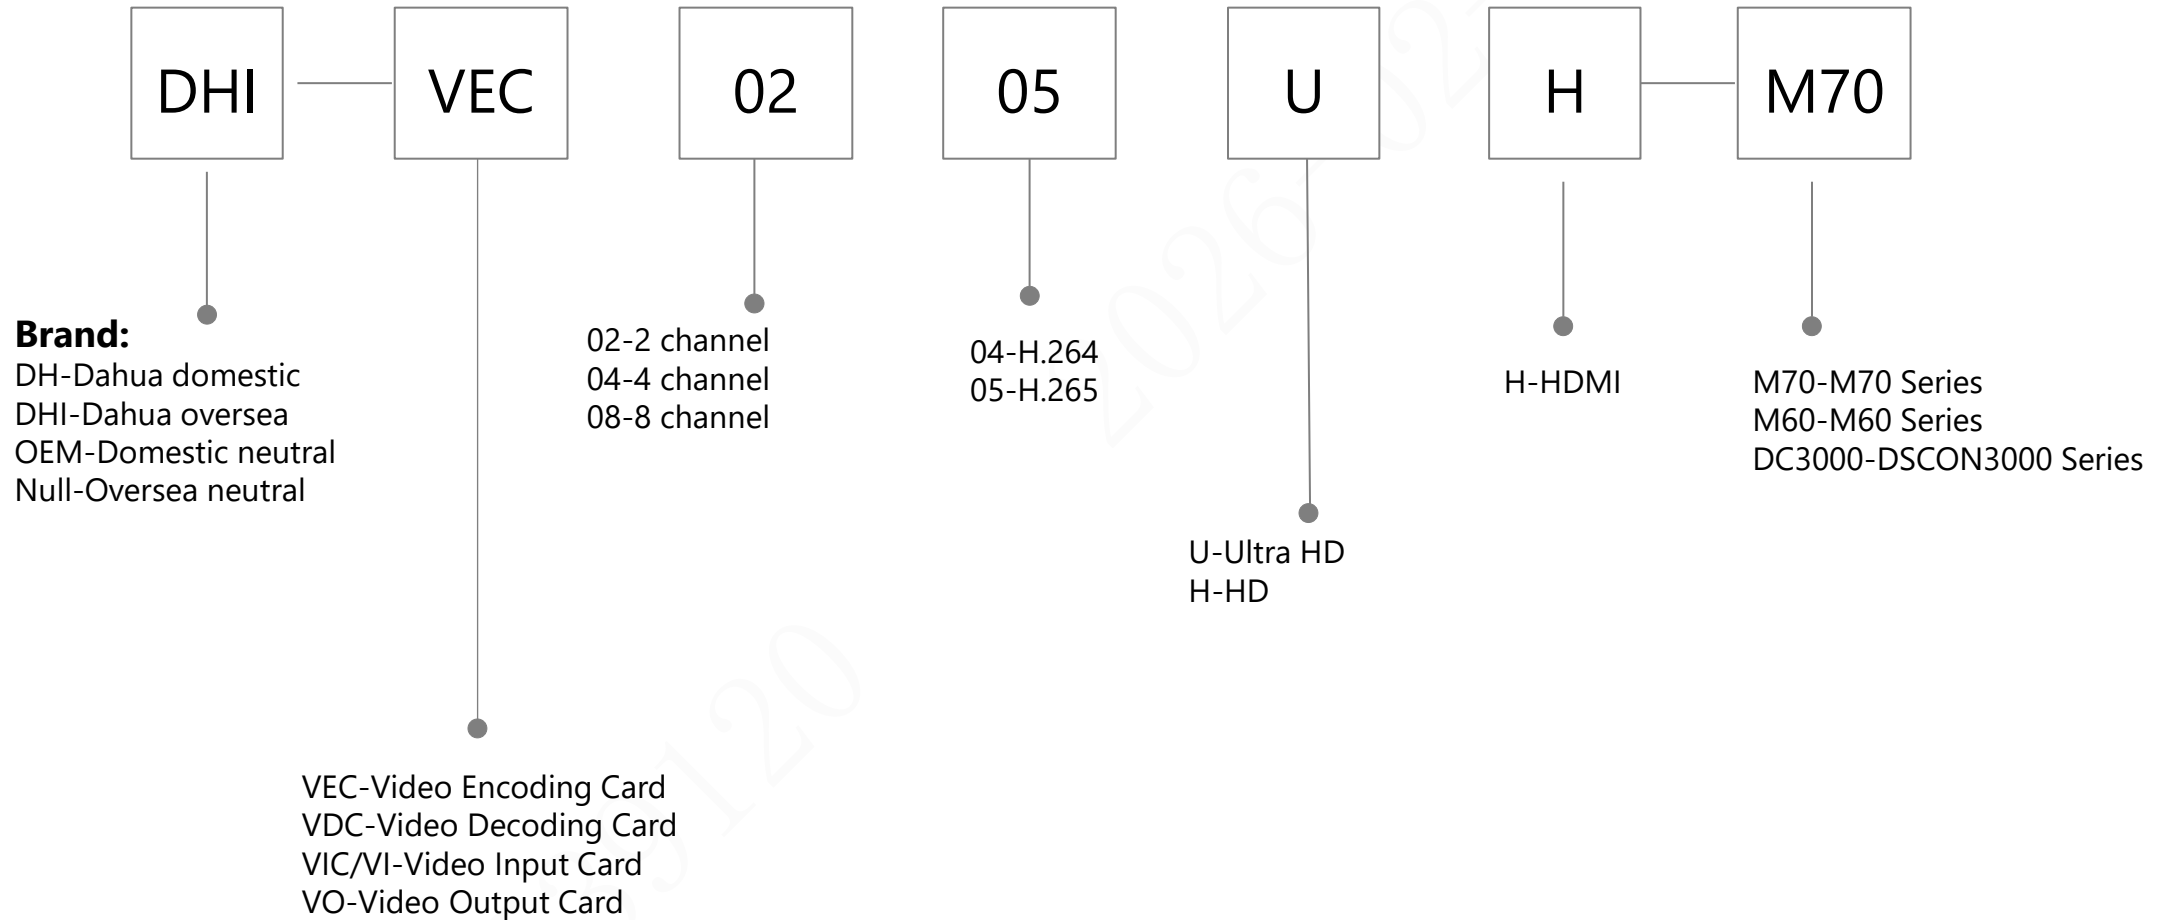 DHI
VEC
02
05
U
H
M70
Brand:
DH-Dahua domestic
DHI-Dahua oversea
OEM-Domestic neutral
Null-Oversea neutral
02-2 channel
04-4 channel
08-8 channel
04-H.264
05-H.265
H-HDMI
M70-M70 Series
M60-M60 Series
DC3000-DSCON3000 Series
U-Ultra HD
H-HD
VEC-Video Encoding Card
VDC-Video Decoding Card
VIC/VI-Video Input Card
VO-Video Output Card